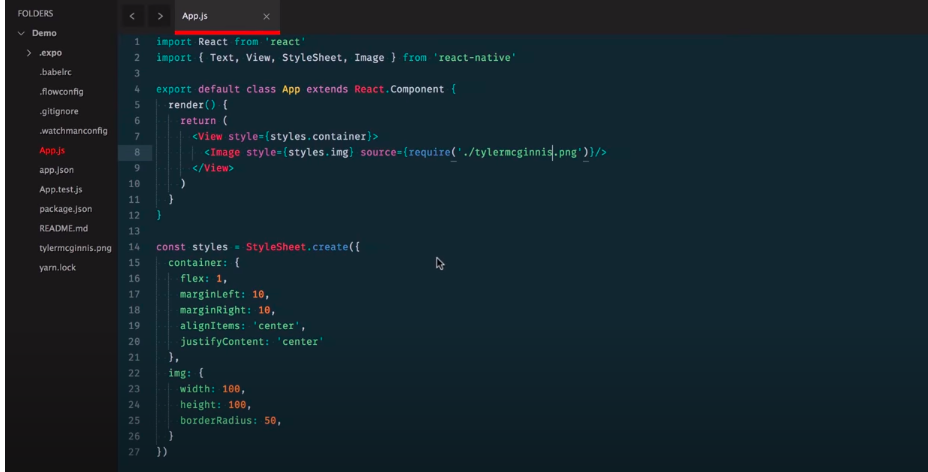 FOLDERS
Demo
.expo
.babelrc
.flowconfig
.gitignore
.watchmanconfig
App.js
app.json
App.test.js
package.json
README.md
tylermcginnis.png
yarn.lock
< > App.js ×
1 import React from 'react'
2 import { Text, View, StyleSheet, Image } from 'react-native'
3
4 export default class App extends React.Component {
5 render() {
6 return (
7 <View style={styles.container}>
8 <Image style={styles.img} source={require('./tylermcginnis.png')}/>
9 </View>
10 )
11 }
12 }
13
14 const styles = StyleSheet.create({
15 container: {
16 flex: 1,
17 marginLeft: 10,
18 marginRight: 10,
19 alignItems: 'center',
20 justifyContent: 'center'
21 },
22 img: {
23 width: 100,
24 height: 100,
25 borderRadius: 50,
26 }
27 })